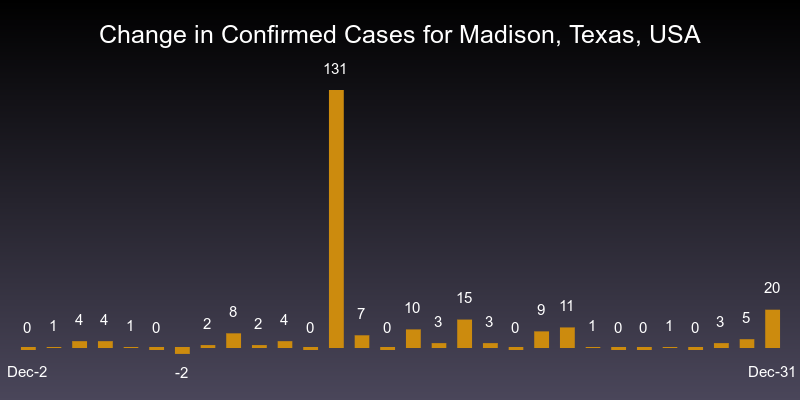 Change in Confirmed Cases for Madison, Texas, USA
131
0 1 4 4 1 0 2 8 2 4 0 7 0 10 3 15 3 0 9 11 1 0 0 1 0 3 5 20
Dec-2 -2 Dec-31